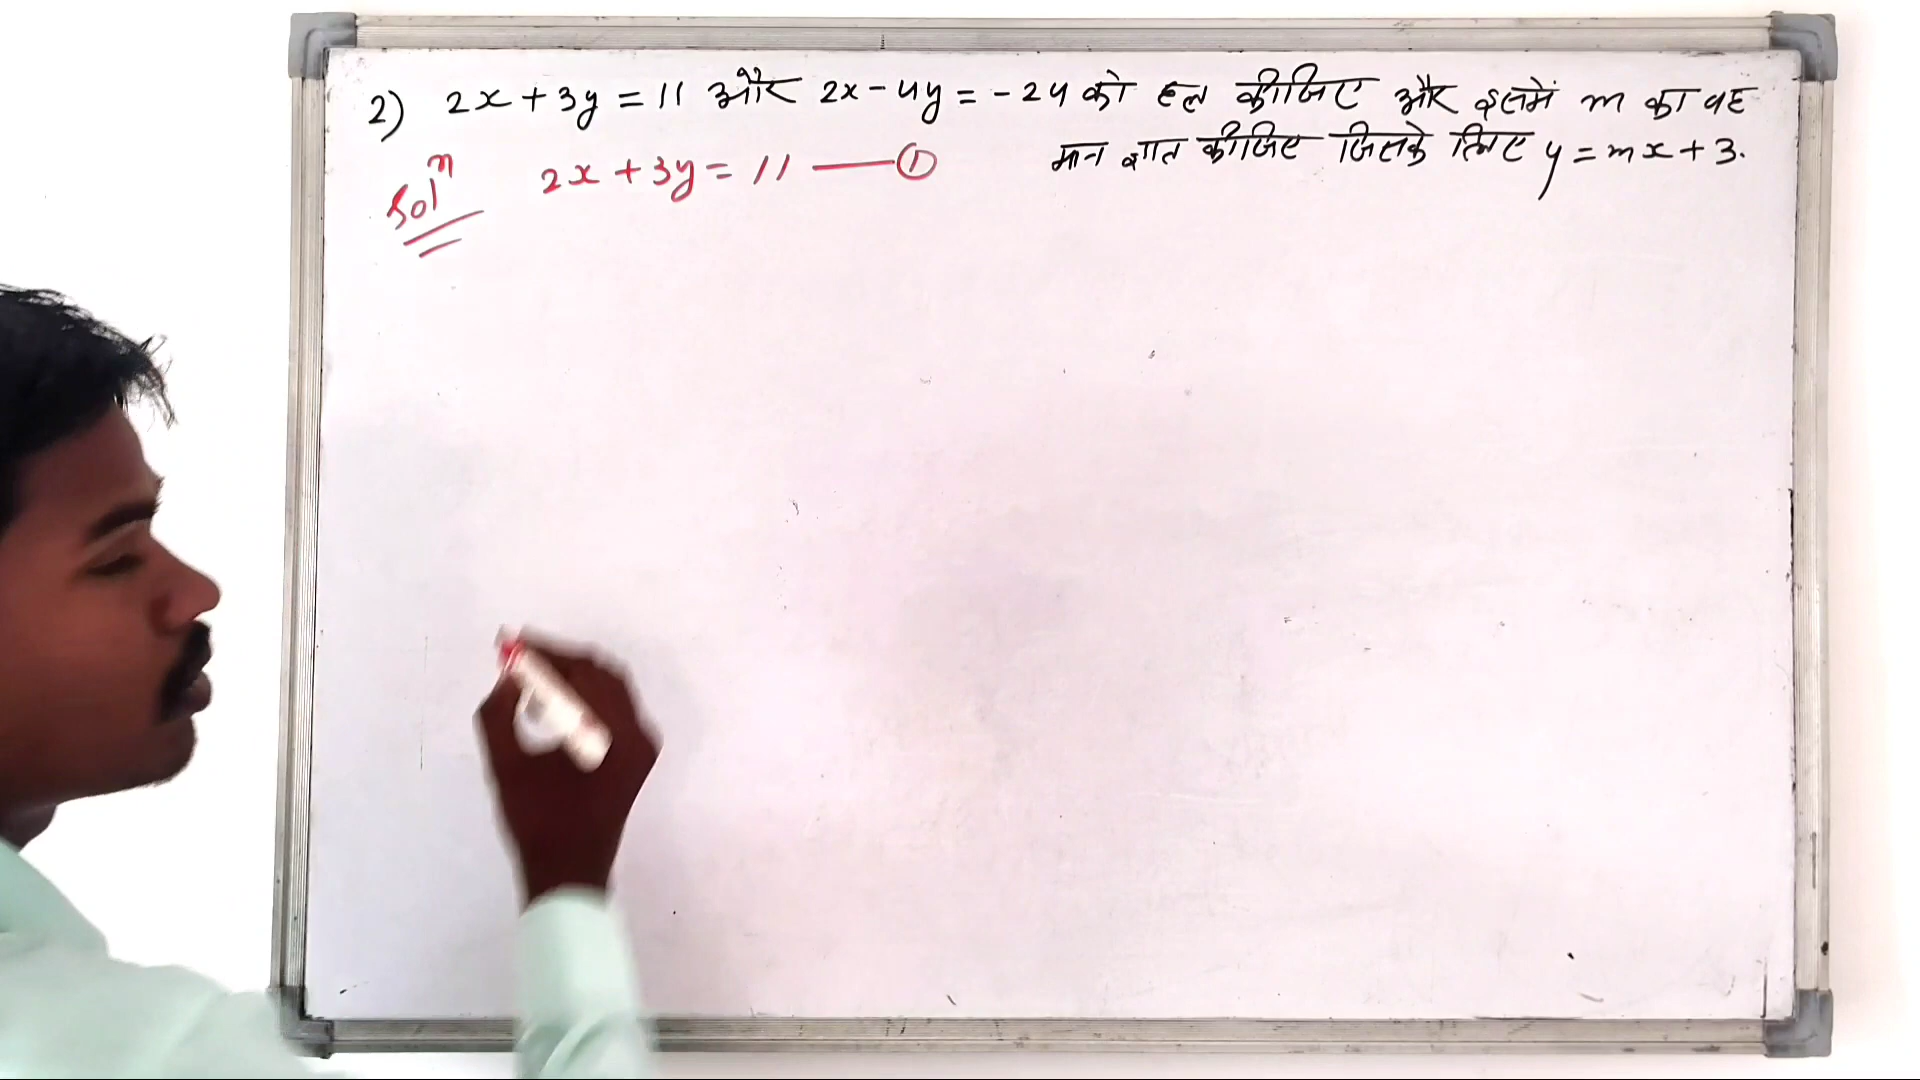 2) 2x + 3y = 11 और 2x - 4y = - 24 को हल कीजिए और इसमें m का वह
मान ज्ञात कीजिए जिसके लिए y = mx + 3.
Solⁿ 2x + 3y = 11 —— ①